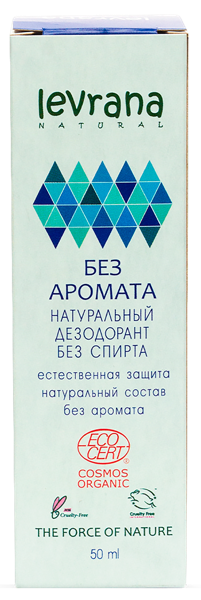 levrana
NATURAL
БЕЗ
АРОМАТА
НАТУРАЛЬНЫЙ
ДЕЗОДОРАНТ
БЕЗ СПИРТА
естественная защита
натуральный состав
без аромата
ECO
CERT
COSMOS
ORGANIC
Cruelty-Free
Cruelty Free
THE FORCE OF NATURE
50 ml